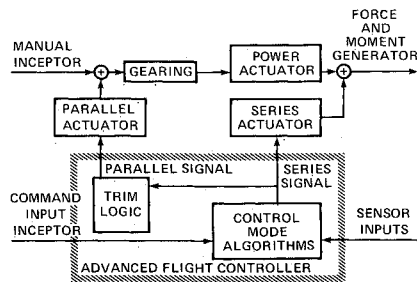 FORCE
AND
MOMENT
GENERATOR
MANUAL
INCEPTOR
GEARING
POWER
ACTUATOR
PARALLEL
ACTUATOR
SERIES
ACTUATOR
PARALLEL SIGNAL
SERIES
SIGNAL
COMMAND
INPUT
INCEPTOR
TRIM
LOGIC
CONTROL
MODE
ALGORITHMS
SENSOR
INPUTS
ADVANCED FLIGHT CONTROLLER